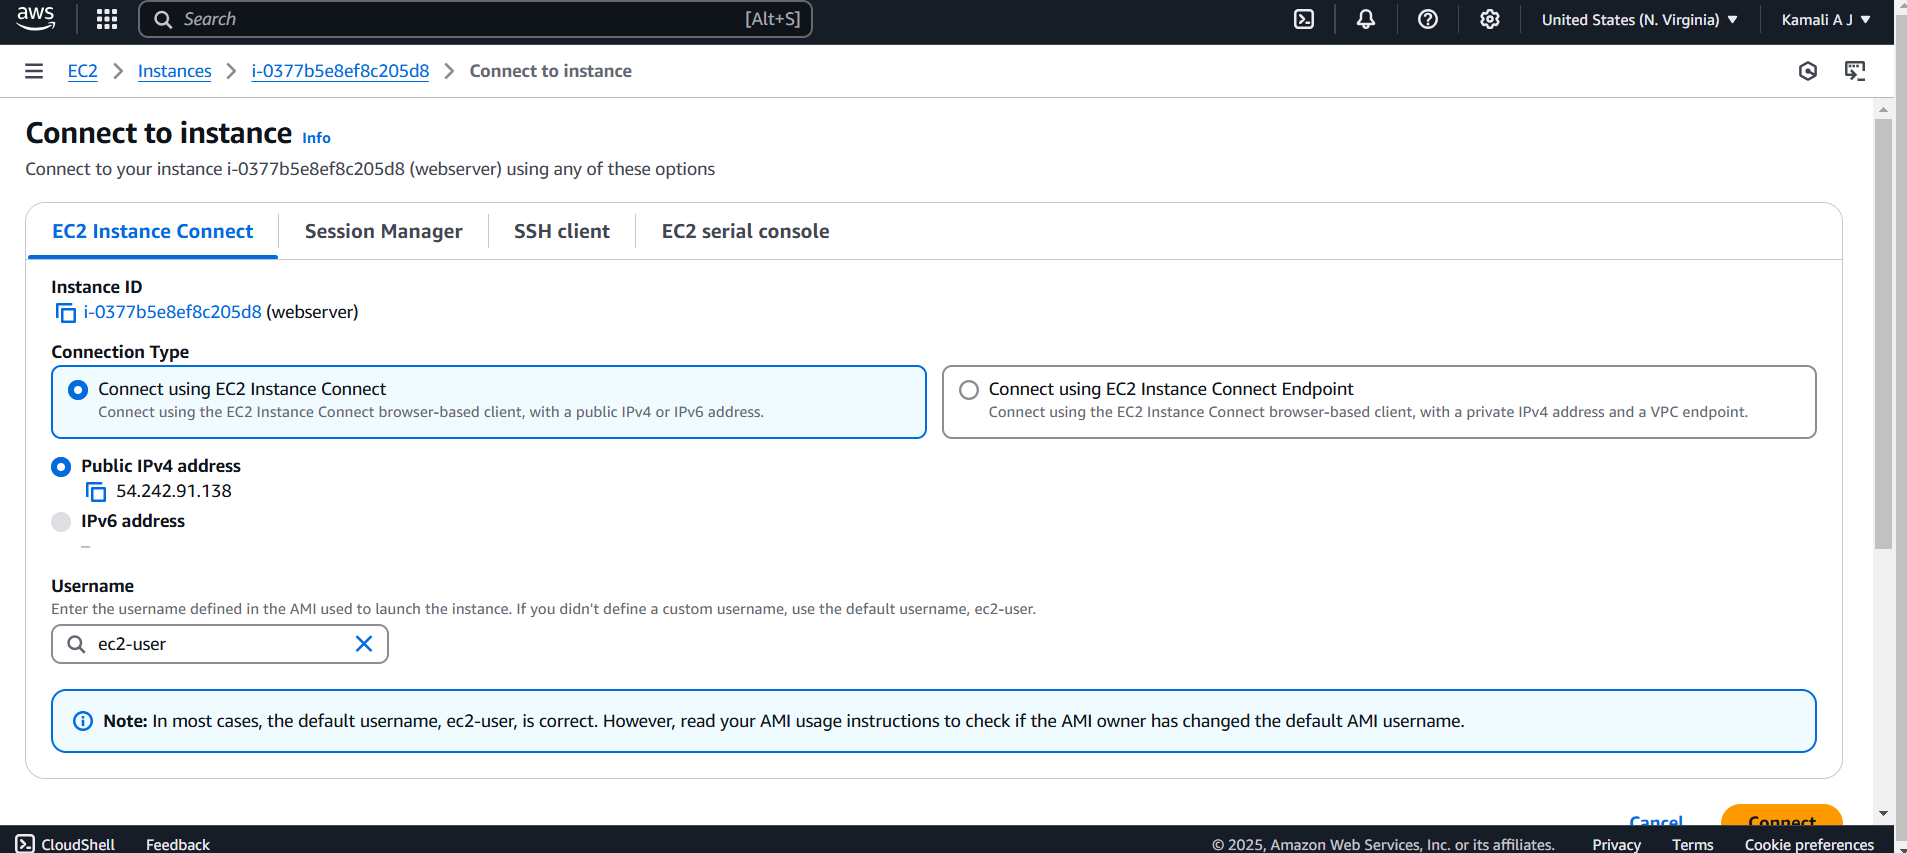 aws
Search [Alt+S]
United States (N. Virginia)
Kamali A J
EC2 Instances i-0377b5e8ef8c205d8 Connect to instance
Connect to instance Info
Connect to your instance i-0377b5e8ef8c205d8 (webserver) using any of these options
EC2 Instance Connect
Session Manager
SSH client
EC2 serial console
Instance ID
i-0377b5e8ef8c205d8 (webserver)
Connection Type
Connect using EC2 Instance Connect
Connect using the EC2 Instance Connect browser-based client, with a public IPv4 or IPv6 address.
Connect using EC2 Instance Connect Endpoint
Connect using the EC2 Instance Connect browser-based client, with a private IPv4 address and a VPC endpoint.
Public IPv4 address
54.242.91.138
IPv6 address
–
Username
Enter the username defined in the AMI used to launch the instance. If you didn't define a custom username, use the default username, ec2-user.
ec2-user
Note: In most cases, the default username, ec2-user, is correct. However, read your AMI usage instructions to check if the AMI owner has changed the default AMI username.
Cancel
Connect
CloudShell
Feedback
© 2025, Amazon Web Services, Inc. or its affiliates.
Privacy
Terms
Cookie preferences